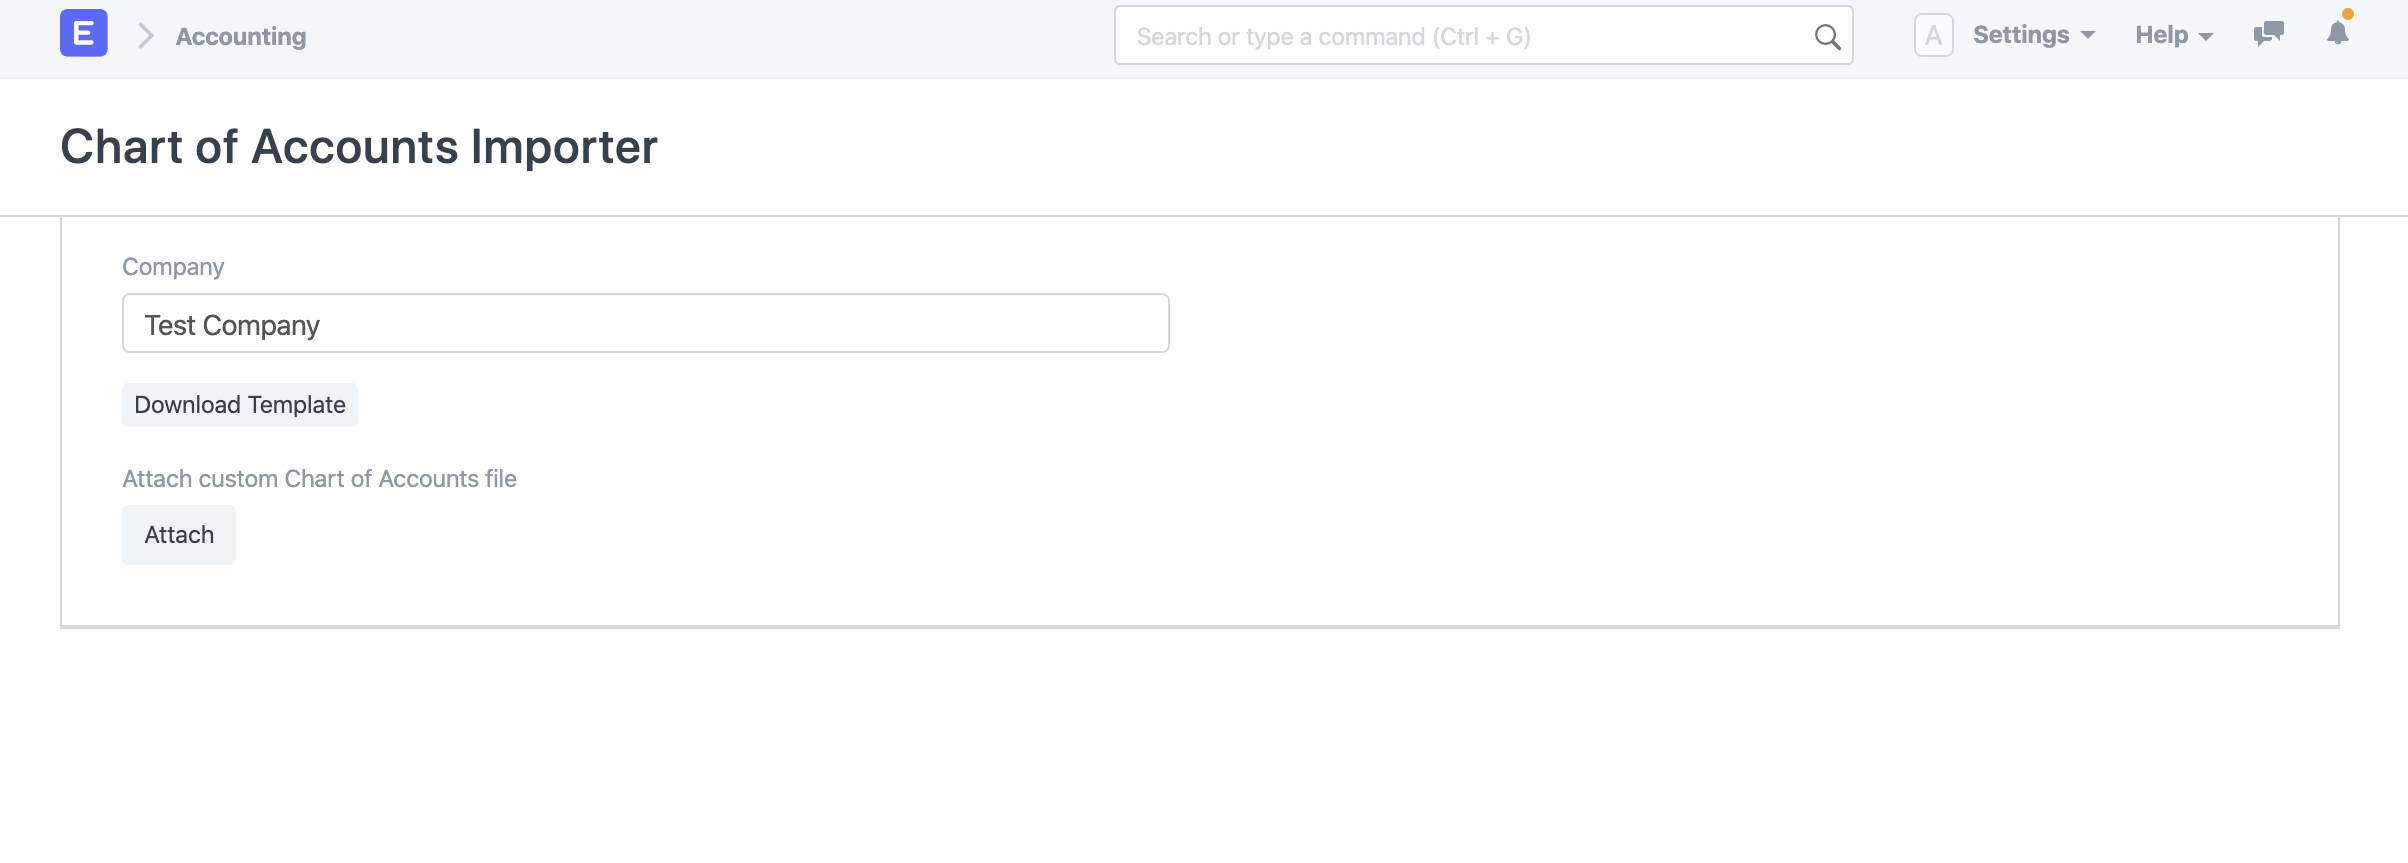 E Accounting Search or type a command (Ctrl + G) A Settings Help
Chart of Accounts Importer
Company
Test Company
Download Template
Attach custom Chart of Accounts file
Attach